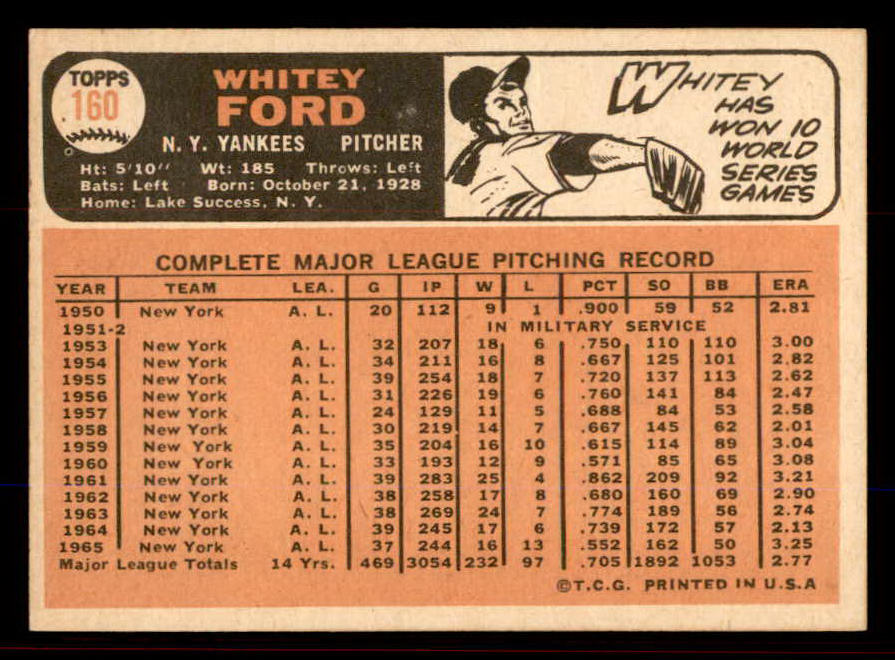 TOPPS
160
WHITEY
FORD
N. Y. YANKEES PITCHER
Ht: 5'10" Wt: 185 Throws: Left
Bats: Left Born: October 21, 1928
Home: Lake Success, N. Y.
WHITEY
HAS
WON 10
WORLD
SERIES
GAMES
COMPLETE MAJOR LEAGUE PITCHING RECORD
YEAR TEAM LEA. G IP W L PCT SO BB ERA
1950 New York A. L. 20 112 9 1 .900 59 52 2.81
1951-2 IN MILITARY SERVICE
1953 New York A. L. 32 207 18 6 .750 110 110 3.00
1954 New York A. L. 34 211 16 8 .667 125 101 2.82
1955 New York A. L. 39 254 18 7 .720 137 113 2.62
1956 New York A. L. 31 226 19 6 .760 141 84 2.47
1957 New York A. L. 24 129 11 5 .688 84 53 2.58
1958 New York A. L. 30 219 14 7 .667 145 62 2.01
1959 New York A. L. 35 204 16 10 .615 114 89 3.04
1960 New York A. L. 33 193 12 9 .571 85 65 3.08
1961 New York A. L. 39 283 25 4 .862 209 92 3.21
1962 New York A. L. 38 258 17 8 .680 160 69 2.90
1963 New York A. L. 38 269 24 7 .774 189 56 2.74
1964 New York A. L. 39 245 17 6 .739 172 57 2.13
1965 New York A. L. 37 244 16 13 .552 162 50 3.25
Major League Totals 14 Yrs. 469 3054 232 97 .705 1892 1053 2.77
©T.C.G. PRINTED IN U.S.A